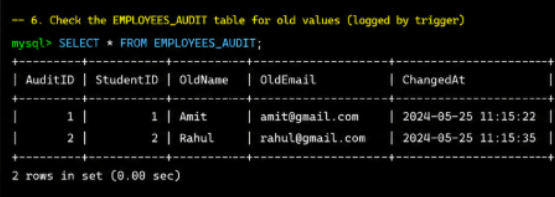 -- 6. Check the EMPLOYEES_AUDIT table for old values (logged by trigger)
mysql> SELECT * FROM EMPLOYEES_AUDIT;
+---------+-----------+---------+-----------------+---------------------+
| AuditID | StudentID | OldName | OldEmail | ChangedAt |
+---------+-----------+---------+-----------------+---------------------+
| 1 | 1 | Amit | amit@gmail.com | 2024-05-25 11:15:22 |
| 2 | 2 | Rahul | rahul@gmail.com | 2024-05-25 11:15:35 |
+---------+-----------+---------+-----------------+---------------------+
2 rows in set (0.00 sec)